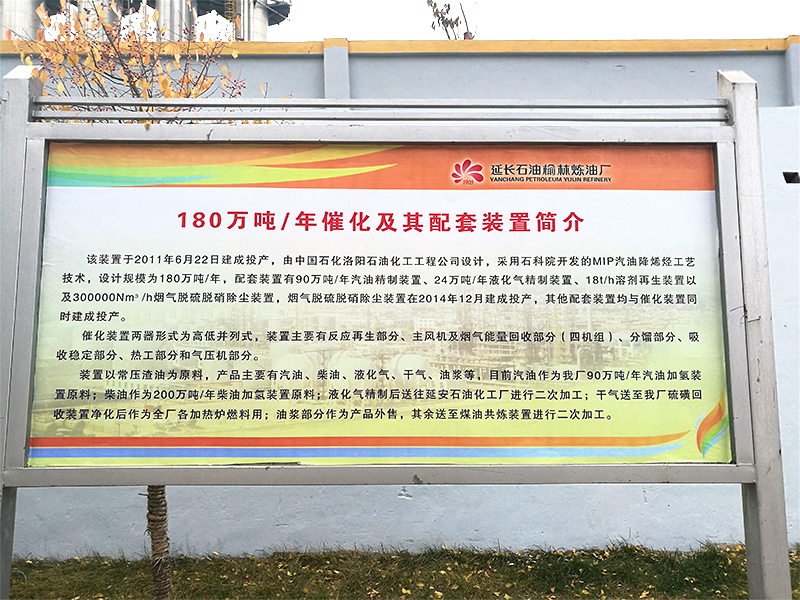 延长石油榆林炼油厂
YANCHANG PETROLEUM YULIN REFINERY
1905
180万吨/年催化及其配套装置简介
该装置于2011年6月22日建成投产，由中国石化洛阳石油化工工程公司设计，采用石科院开发的MIP汽油降烯烃工艺
技术，设计规模为180万吨/年，配套装置有90万吨/年汽油精制装置、24万吨/年液化气精制装置、18t/h溶剂再生装置以
及300000Nm³/h烟气脱硫脱硝除尘装置，烟气脱硫脱硝除尘装置在2014年12月建成投产，其他配套装置均与催化装置同
时建成投产。
催化装置两器形式为高低并列式，装置主要有反应再生部分、主风机及烟气能量回收部分（四机组）、分馏部分、吸
收稳定部分、热工部分和气压机部分。
装置以常压渣油为原料，产品主要有汽油、柴油、液化气、干气、油浆等，目前汽油作为我厂90万吨/年汽油加氢装
置原料；柴油作为200万吨/年柴油加氢装置原料；液化气精制后送往延安石油化工厂进行二次加工；干气送至我厂硫磺回
收装置净化后作为全厂各加热炉燃料用；油浆部分作为产品外售，其余送至煤油共炼装置进行二次加工。